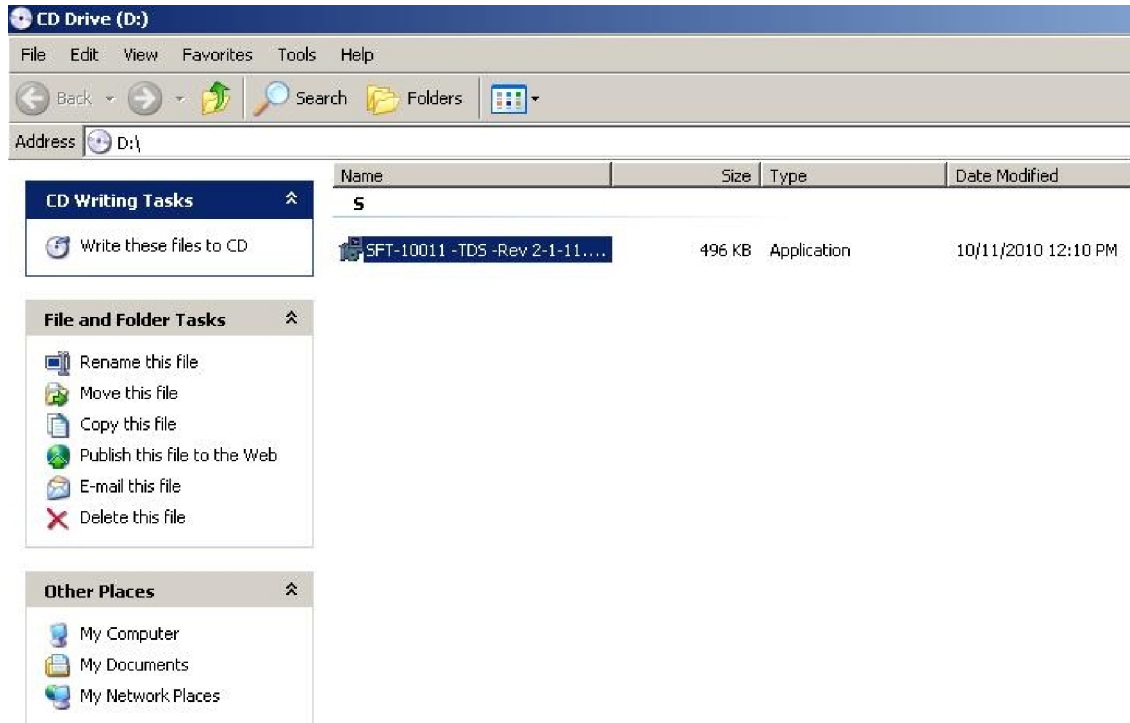 CD Drive (D:)
File Edit View Favorites Tools Help
Back Search Folders
Address D:\
Name Size Type Date Modified
CD Writing Tasks
S
Write these files to CD
SFT-10011 -TDS -Rev 2-1-11.... 496 KB Application 10/11/2010 12:10 PM
File and Folder Tasks
Rename this file
Move this file
Copy this file
Publish this file to the Web
E-mail this file
Delete this file
Other Places
My Computer
My Documents
My Network Places